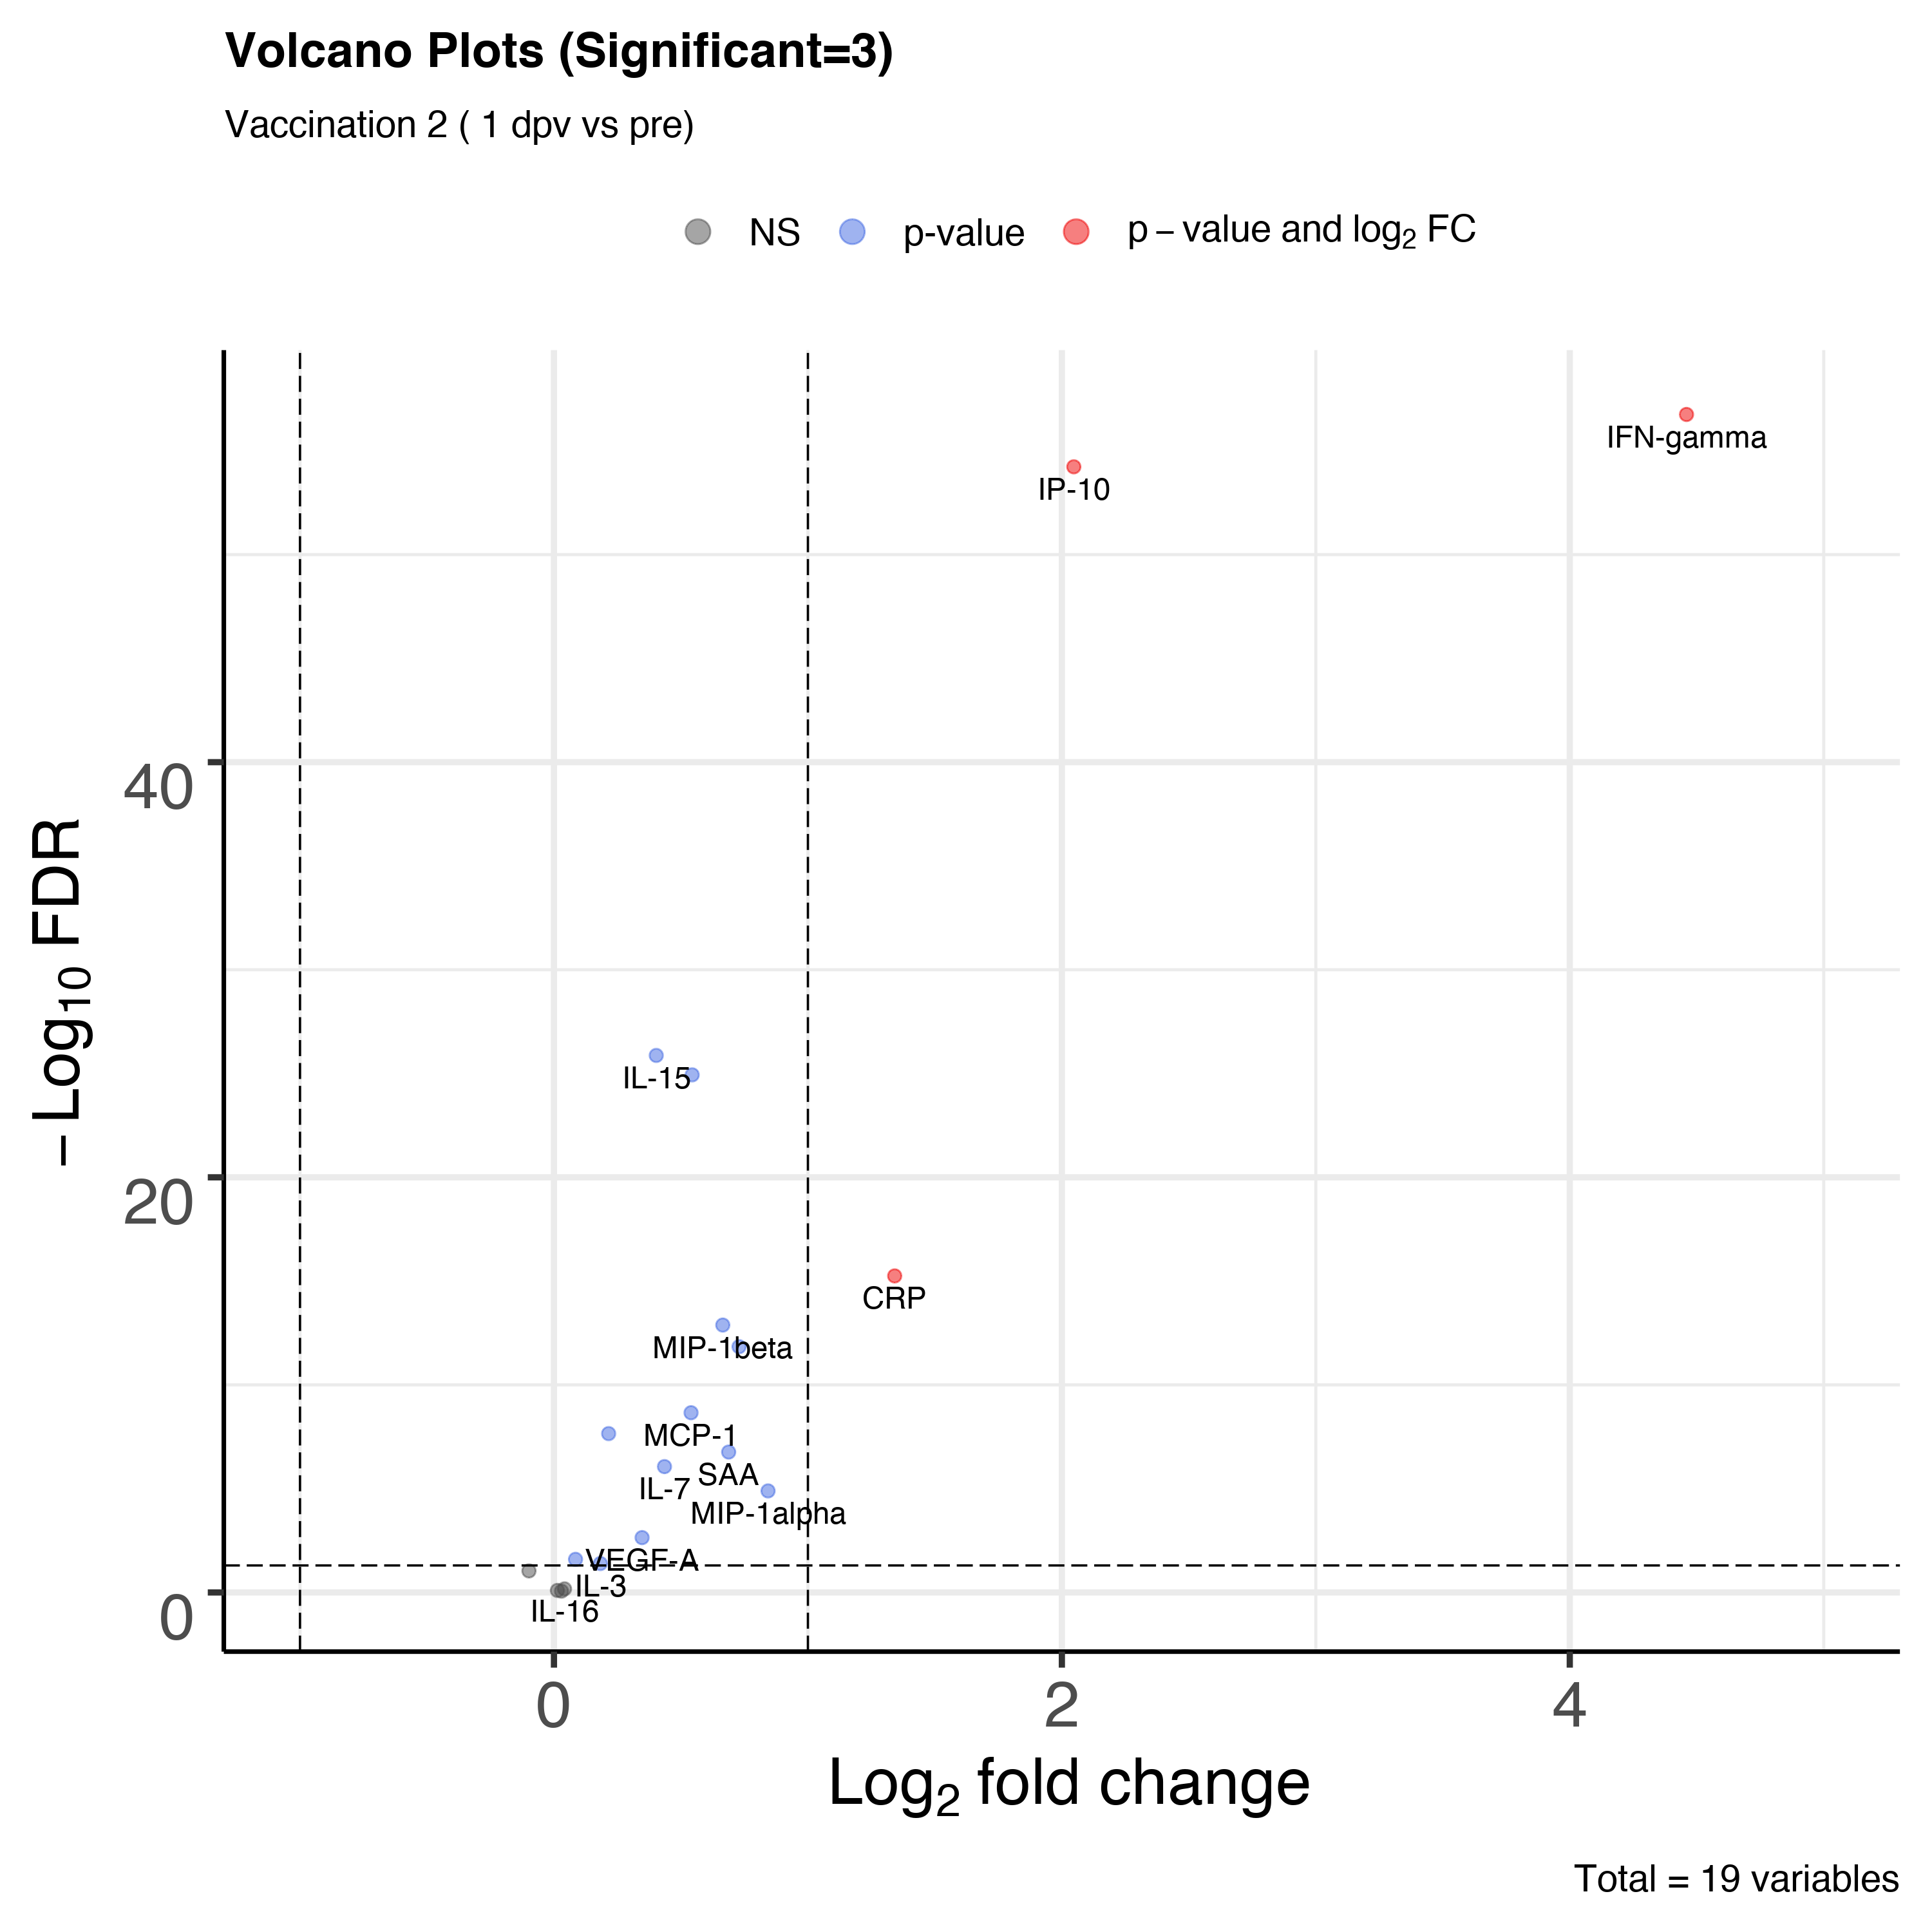 Volcano Plots (Significant=3)
Vaccination 2 ( 1 dpv vs pre)
NS p-value p – value and log₂ FC
IFN-gamma
IP-10
40
IL-15
20
CRP
MIP-1beta
MCP-1
SAA
IL-7
MIP-1alpha
VEGF-A
IL-3
IL-16
0
– Log₁₀ FDR
0 2 4
Log₂ fold change
Total = 19 variables